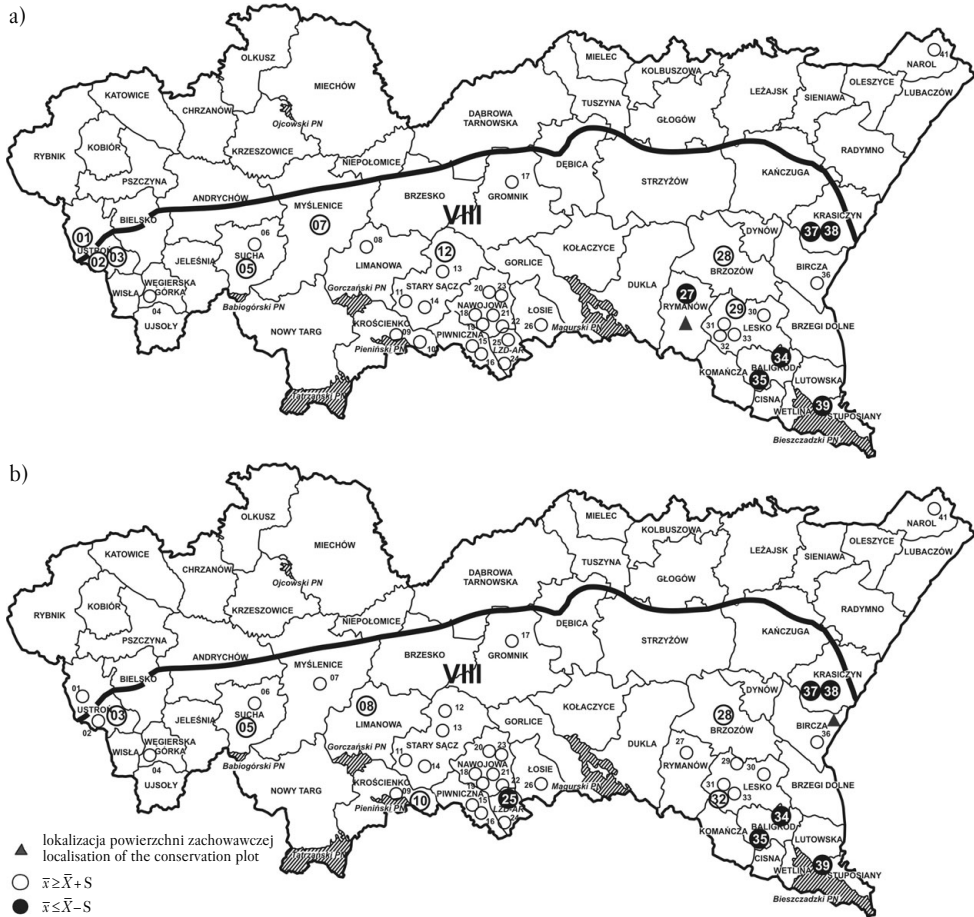 a)
OLKUSZ
MIECHÓW
KATOWICE
CHRZANÓW
Ojcowski PN
RYBNIK
KOBIÓR
KRZESZOWICE
NIEPOŁOMICE
PSZCZYNA
DĄBROWA
TARNOWSKA
MIELEC
KOLBUSZOWA
TUSZYNA
GŁOGÓW
LEŻAJSK
SIENIAWA
OLESZYCE
NAROL
41
LUBACZÓW
RADYMNO
BIELSKO
ANDRYCHÓW
MYŚLENICE
07
BRZESKO
VIII
GROMNIK
17
DĘBICA
STRZYŻÓW
KAŃCZUGA
KRASICZYN
37
38
01
USTROŃ
02
03
WISŁA
WĘGIERSKA
GÓRKA
04
UJSOŁY
JELEŚNIA
06
SUCHA
05
Babiogórski PN
08
LIMANOWA
12
13
STARY SĄCZ
11
14
Gorczański PN
NOWY TARG
KROŚCIENKO
09
Pieniński PN
10
Tatrzański PN
GORLICE
20
23
NAWOJOWA
18
21
19
22
PIWNICZNA
15
25
LZD-AR
16
24
ŁOSIE
26
Magurski PN
KOŁACZYCE
DUKLA
27
RYMANÓW
28
BRZOZÓW
DYNÓW
BIRCZA
36
29
30
31
LESKO
32
33
BRZEGI DOLNE
KOMAŃCZA
34
BALIGRÓD
35
CISNA
LUTOWISKA
WETLINA
39
STUPOSIANY
Bieszczadzki PN
b)
OLKUSZ
MIECHÓW
KATOWICE
CHRZANÓW
Ojcowski PN
RYBNIK
KOBIÓR
KRZESZOWICE
NIEPOŁOMICE
PSZCZYNA
DĄBROWA
TARNOWSKA
MIELEC
KOLBUSZOWA
TUSZYNA
GŁOGÓW
LEŻAJSK
SIENIAWA
OLESZYCE
NAROL
41
LUBACZÓW
RADYMNO
BIELSKO
ANDRYCHÓW
MYŚLENICE
07
BRZESKO
VIII
GROMNIK
17
DĘBICA
STRZYŻÓW
KAŃCZUGA
KRASICZYN
37
38
01
USTROŃ
02
03
WISŁA
WĘGIERSKA
GÓRKA
04
UJSOŁY
JELEŚNIA
06
SUCHA
05
Babiogórski PN
08
LIMANOWA
12
13
STARY SĄCZ
11
14
Gorczański PN
NOWY TARG
KROŚCIENKO
09
Pieniński PN
10
Tatrzański PN
GORLICE
20
23
NAWOJOWA
18
21
19
22
PIWNICZNA
15
25
LZD-AR
16
24
ŁOSIE
26
Magurski PN
KOŁACZYCE
DUKLA
27
RYMANÓW
28
BRZOZÓW
DYNÓW
BIRCZA
36
29
30
31
LESKO
32
33
BRZEGI DOLNE
KOMAŃCZA
34
BALIGRÓD
35
CISNA
LUTOWSKA
WETLINA
39
STUPOSIANY
Bieszczadzki PN
lokalizacja powierzchni zachowawczej
localisation of the conservation plot
x̅ ≥ X̅ + S
x̅ ≤ X̅ – S